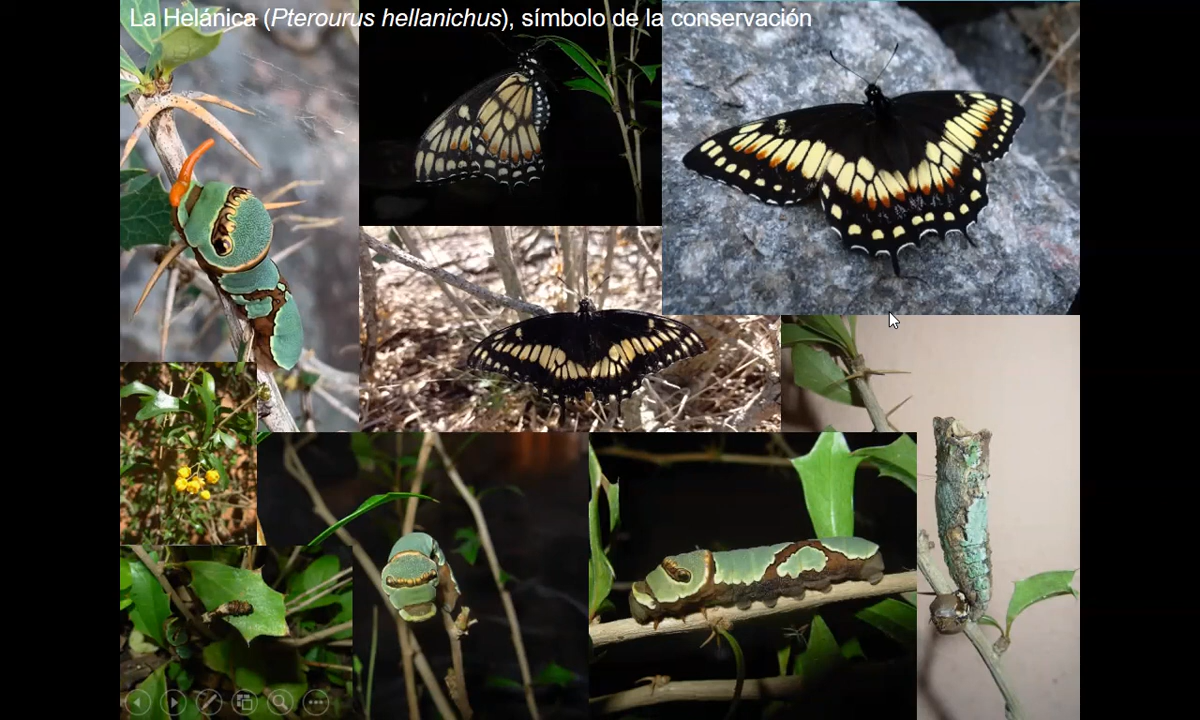 La Helánica (Pterourus hellanichus), símbolo de la conservación